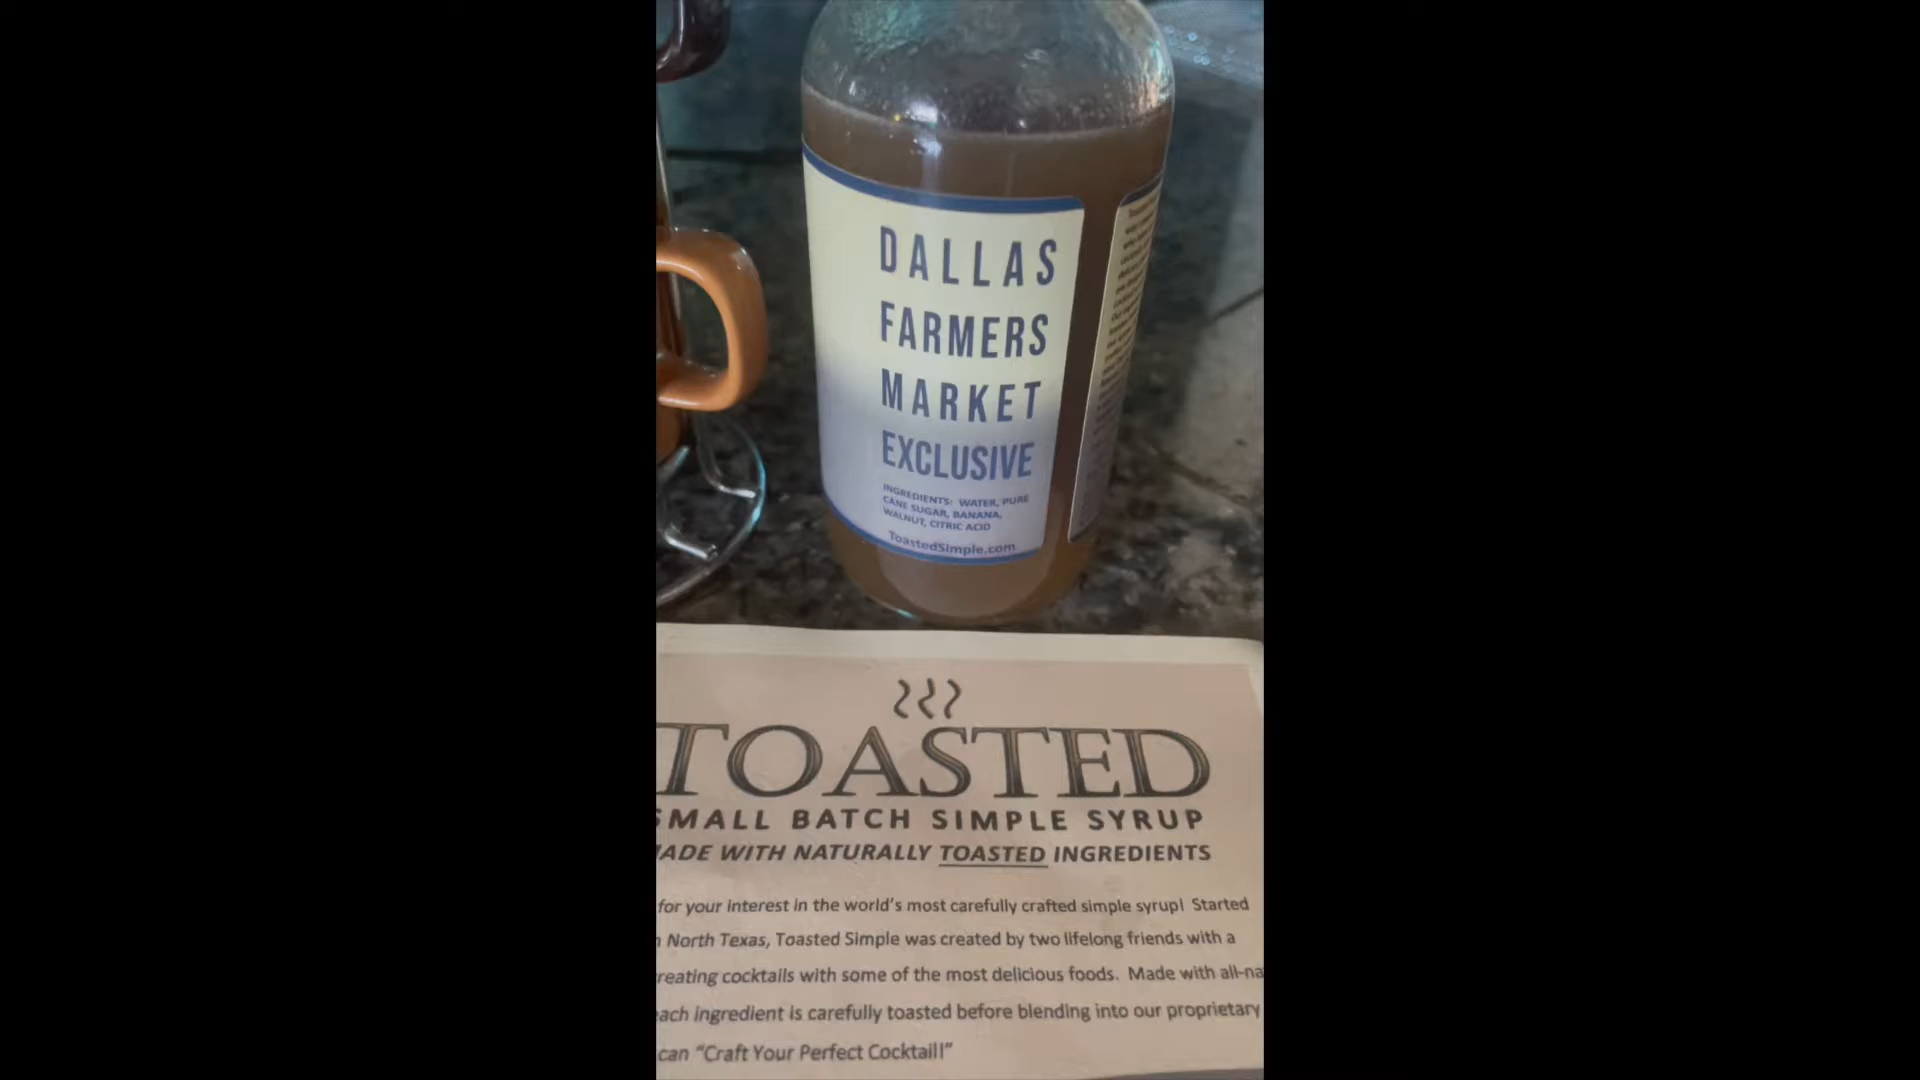 DALLAS
FARMERS
MARKET
EXCLUSIVE
INGREDIENTS: WATER, PURE
CANE SUGAR, BANANA,
WALNUT, CITRIC ACID
ToastedSimple.com
TOASTED
SMALL BATCH SIMPLE SYRUP
MADE WITH NATURALLY TOASTED INGREDIENTS
for your interest in the world's most carefully crafted simple syrup! Started
North Texas, Toasted Simple was created by two lifelong friends with a
reating cocktails with some of the most delicious foods. Made with all-na
ach ingredient is carefully toasted before blending into our proprietary
can "Craft Your Perfect Cocktail!"